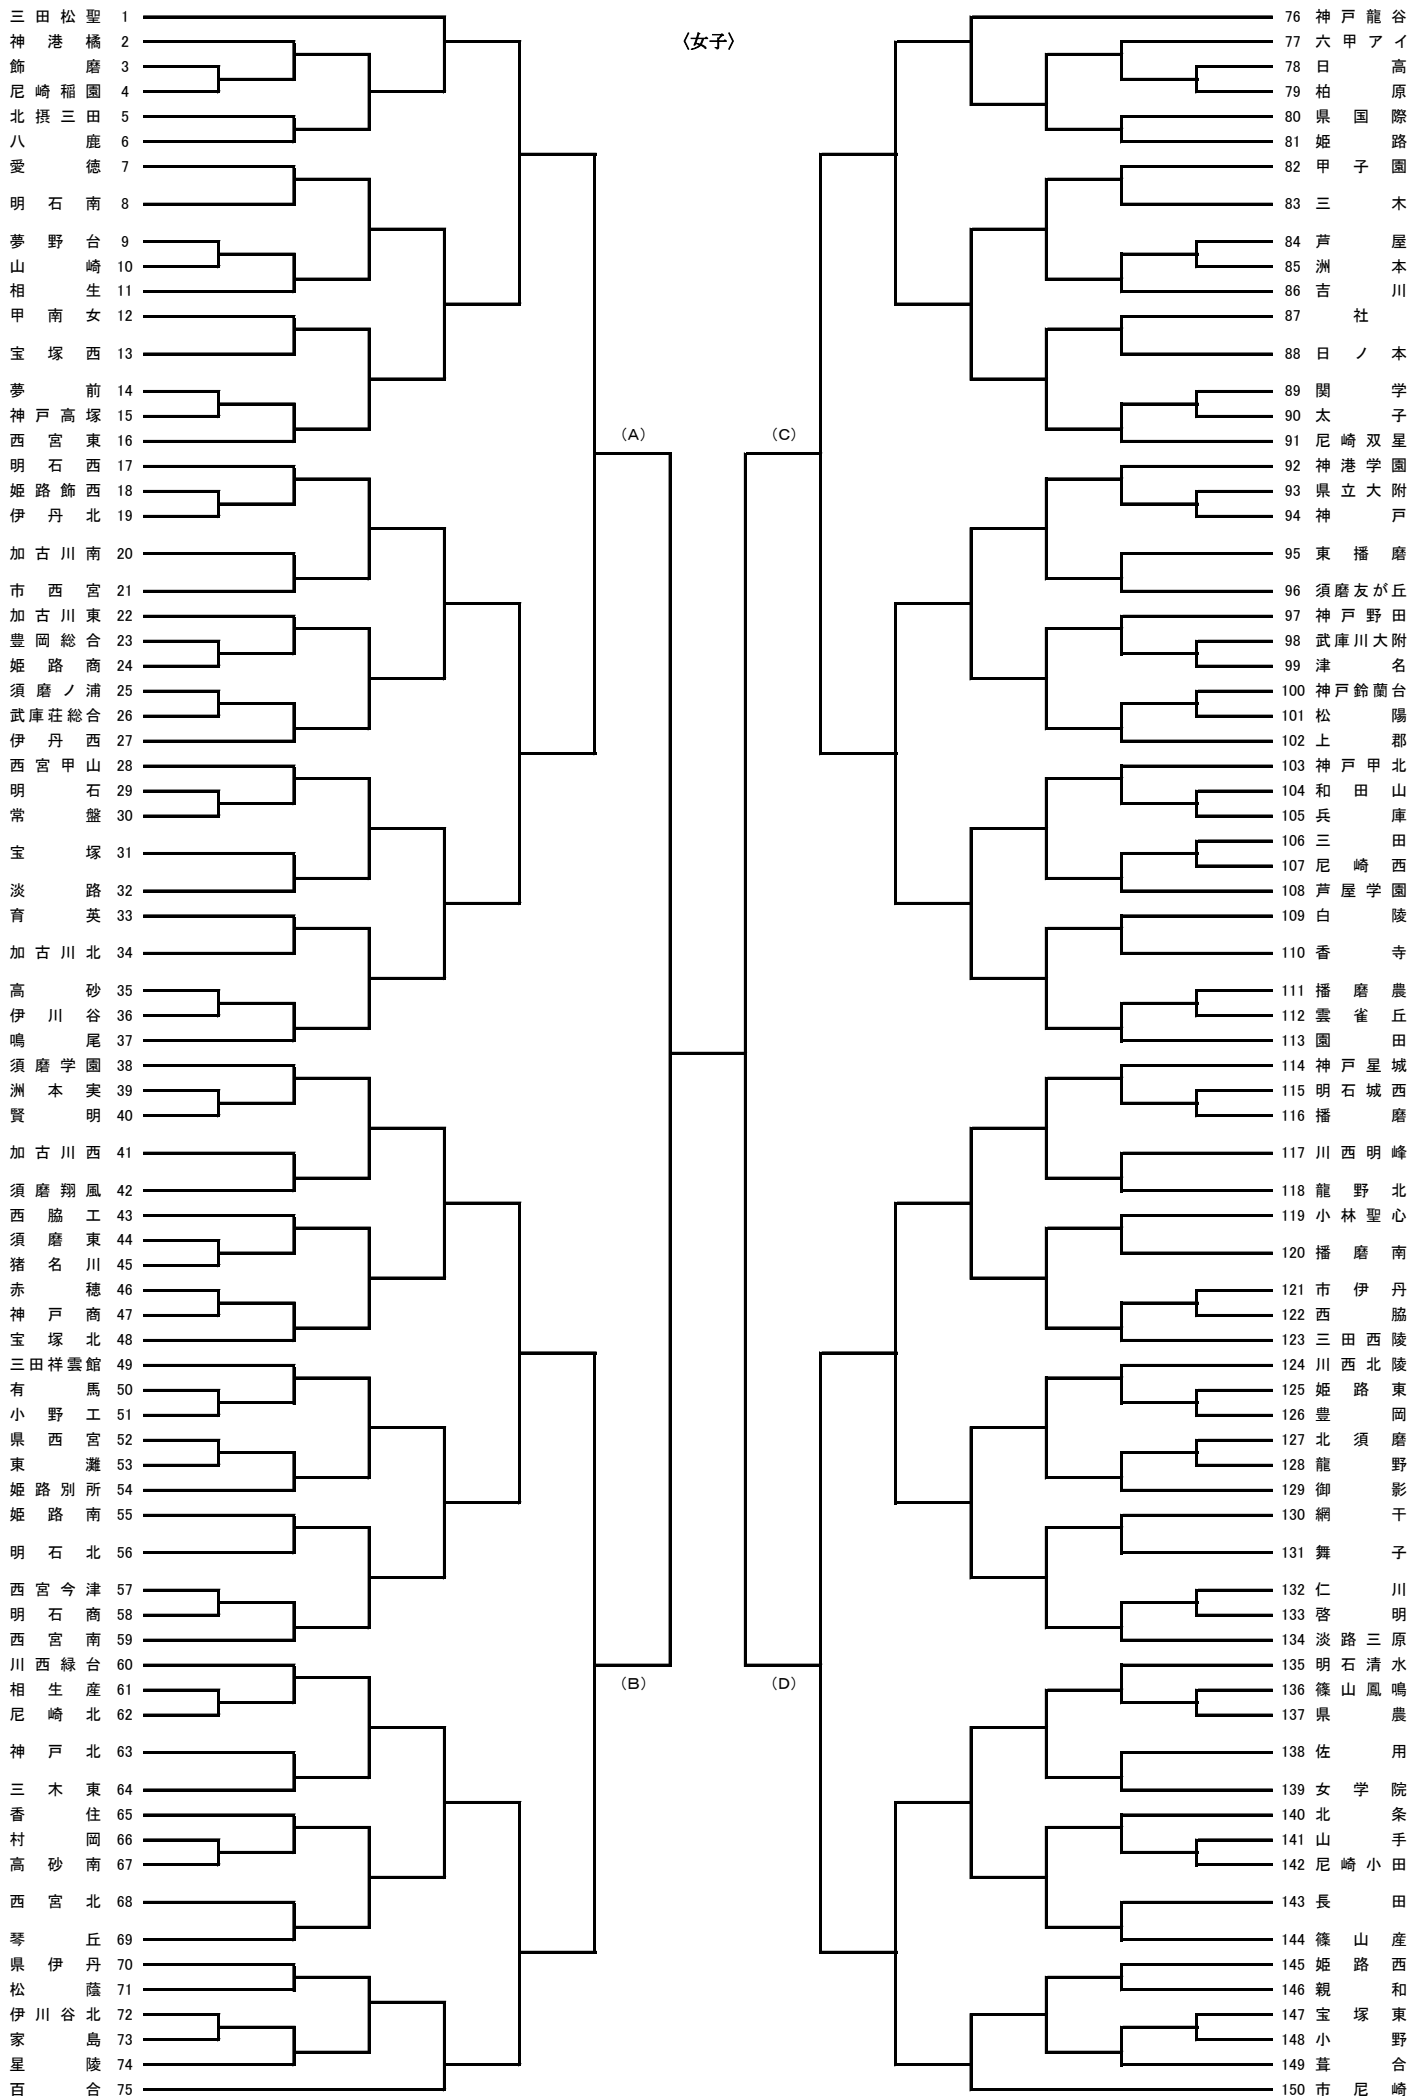 〈女子〉
三田松聖 1
神港橘 2
飾磨 3
尼崎稲園 4
北摂三田 5
八鹿 6
愛徳 7
明石南 8
夢野台 9
山崎 10
相生 11
甲南女 12
宝塚西 13
夢前 14
神戸高塚 15
西宮東 16
明石西 17
姫路飾西 18
伊丹北 19
加古川南 20
市西宮 21
加古川東 22
豊岡総合 23
姫路商 24
須磨ノ浦 25
武庫荘総合 26
伊丹西 27
西宮甲山 28
明石 29
常盤 30
宝塚 31
淡路 32
育英 33
加古川北 34
高砂 35
伊川谷 36
鳴尾 37
(A)
須磨学園 38
洲本実 39
賢明 40
加古川西 41
須磨翔風 42
西脇工 43
須磨東 44
猪名川 45
赤穂 46
神戸商 47
宝塚北 48
三田祥雲館 49
有馬 50
小野工 51
県西宮 52
東灘 53
姫路別所 54
姫路南 55
明石北 56
西宮今津 57
明石商 58
西宮南 59
川西緑台 60
相生産 61
尼崎北 62
神戸北 63
三木東 64
香住 65
村岡 66
高砂南 67
西宮北 68
琴丘 69
県伊丹 70
松蔭 71
伊川谷北 72
家島 73
星陵 74
百合 75
(B)
76 神戸龍谷
77 六甲アイ
78 日高
79 柏原
80 県国際
81 姫路
82 甲子園
83 三木
84 芦屋
85 洲本
86 吉川
87 社
88 日ノ本
89 関学
90 太子
91 尼崎双星
92 神港学園
93 県立大附
94 神戸
95 東播磨
96 須磨友が丘
97 神戸野田
98 武庫川大附
99 津名
100 神戸鈴蘭台
101 松陽
102 上郡
103 神戸甲北
104 和田山
105 兵庫
106 三田
107 尼崎西
108 芦屋学園
109 白陵
110 香寺
111 播磨農
112 雲雀丘
113 園田
(C)
114 神戸星城
115 明石城西
116 播磨
117 川西明峰
118 龍野北
119 小林聖心
120 播磨南
121 市伊丹
122 西脇
123 三田西陵
124 川西北陵
125 姫路東
126 豊岡
127 北須磨
128 龍野
129 御影
130 網干
131 舞子
132 仁川
133 啓明
134 淡路三原
135 明石清水
136 篠山鳳鳴
137 県農
138 佐用
139 女学院
140 北条
141 山手
142 尼崎小田
143 長田
144 篠山産
145 姫路西
146 親和
147 宝塚東
148 小野
149 葺合
150 市尼崎
(D)